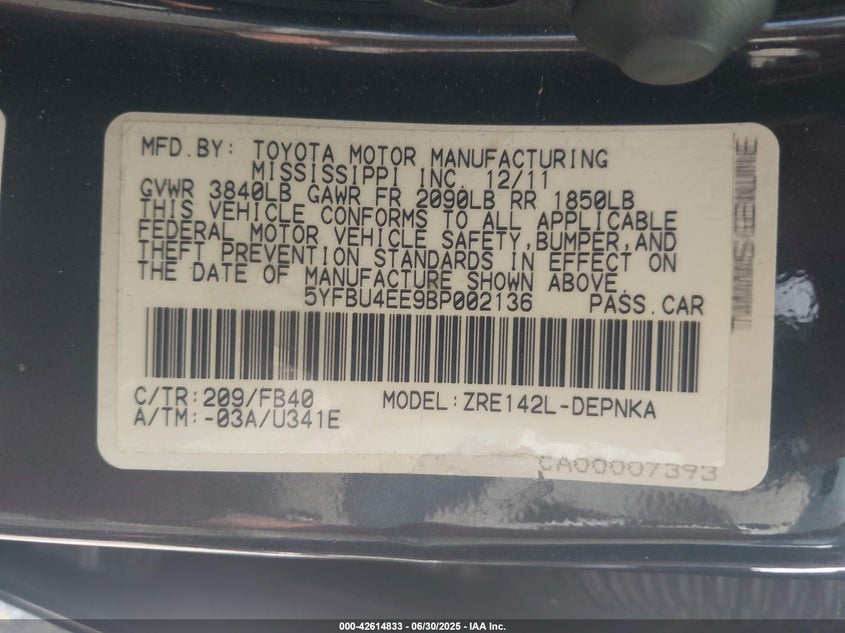 MFD.BY: TOYOTA MOTOR MANUFACTURING
MISSISSIPPI INC. 12/11
GVWR 3840LB GAWR FR 2090LB RR 1850LB
THIS VEHICLE CONFORMS TO ALL APPLICABLE
FEDERAL MOTOR VEHICLE SAFETY,BUMPER,AND
THEFT PREVENTION STANDARDS IN EFFECT ON
THE DATE OF MANUFACTURE SHOWN ABOVE.
5YFBU4EE9BP002136 PASS.CAR
C/TR:209/FB40 MODEL:ZRE142L-DEPNKA
A/TM:-03A/U341E
CA00007393
000-42614833 - 06/30/2025 - IAA Inc.